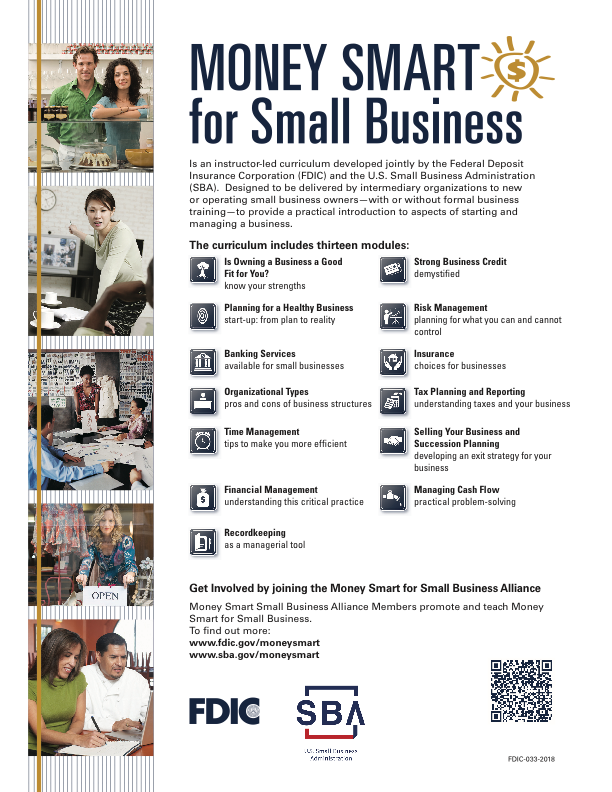 MONEY SMART
for Small Business
Is an instructor-led curriculum developed jointly by the Federal Deposit
Insurance Corporation (FDIC) and the U.S. Small Business Administration
(SBA).  Designed to be delivered by intermediary organizations to new
or operating small business owners—with or without formal business
training—to provide a practical introduction to aspects of starting and
managing a business.
The curriculum includes thirteen modules:
Is Owning a Business a Good
Fit for You?
know your strengths
Planning for a Healthy Business
start-up: from plan to reality
Banking Services
available for small businesses
Organizational Types
pros and cons of business structures
Time Management
tips to make you more efficient
Financial Management
understanding this critical practice
Recordkeeping
as a managerial tool
Strong Business Credit
demystified
Risk Management
planning for what you can and cannot
control
Insurance
choices for businesses
Tax Planning and Reporting
understanding taxes and your business
Selling Your Business and
Succession Planning
developing an exit strategy for your
business
Managing Cash Flow
practical problem-solving
OPEN
Get Involved by joining the Money Smart for Small Business Alliance
Money Smart Small Business Alliance Members promote and teach Money
Smart for Small Business.
To find out more:
www.fdic.gov/moneysmart
www.sba.gov/moneysmart
FDIC
SBA
U.S. Small Business
Administration
FDIC-033-2018